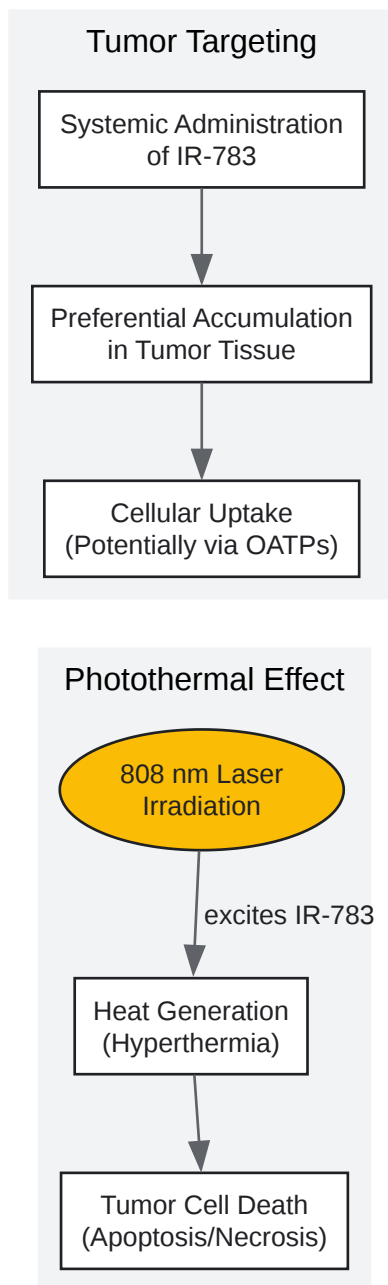 Tumor Targeting
Systemic Administration
of IR-783
Preferential Accumulation
in Tumor Tissue
Cellular Uptake
(Potentially via OATPs)
Photothermal Effect
808 nm Laser
Irradiation
excites IR-783
Heat Generation
(Hyperthermia)
Tumor Cell Death
(Apoptosis/Necrosis)